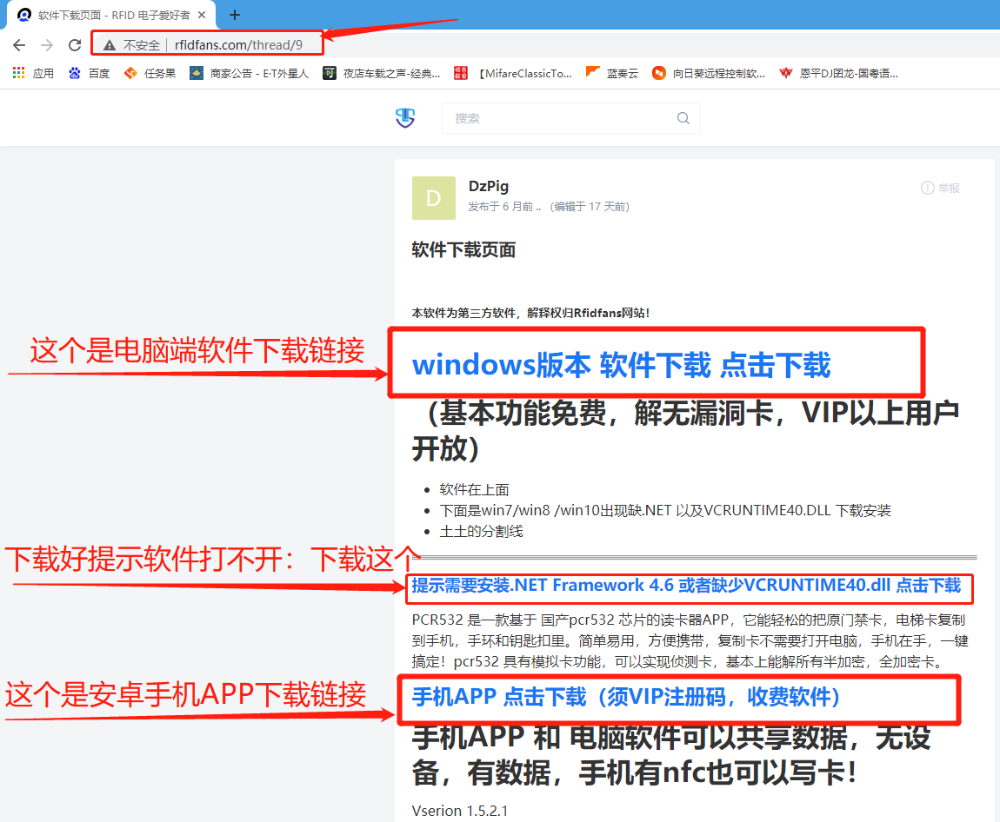 软件下载页面 - RFID 电子爱好者
不安全 rfidfans.com/thread/9
应用 百度 任务果 商家公告 - E·T外星人 夜店车载之声-经典... 【MifareClassicTo... 蓝奏云 向日葵远程控制软... 恩平DJ团龙-国粤语...
搜索
D
DzPig
举报
发布于 6 月前 .. （编辑于 17 天前）
软件下载页面
本软件为第三方软件，解释权归Rfidfans网站！
这个是电脑端软件下载链接
windows版本 软件下载 点击下载
（基本功能免费，解无漏洞卡，VIP以上用户
开放）
软件在上面
下面是win7/win8 /win10出现缺.NET 以及VCRUNTIME40.DLL 下载安装
土土的分割线
下载好提示软件打不开：下载这个
提示需要安装.NET Framework 4.6 或者缺少VCRUNTIME40.dll 点击下载
PCR532 是一款基于 国产pcr532 芯片的读卡器APP，它能轻松的把原门禁卡，电梯卡复制
到手机，手环和钥匙扣里。简单易用，方便携带，复制卡不需要打开电脑，手机在手，一键
搞定！pcr532 具有模拟卡功能，可以实现侦测卡，基本上能解所有半加密，全加密卡。
这个是安卓手机APP下载链接
手机APP 点击下载（须VIP注册码，收费软件）
手机APP 和 电脑软件可以共享数据，无设
备，有数据，手机有nfc也可以写卡！
Vserion 1.5.2.1